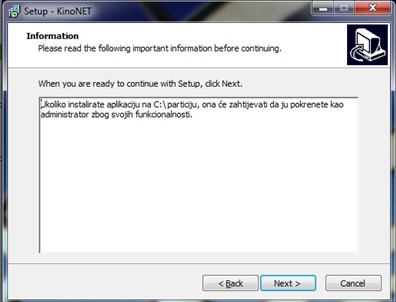 Setup - KinoNET
Information
Please read the following important information before continuing.
When you are ready to continue with Setup, click Next.
Ukoliko instalirate aplikaciju na C:\ particiju, ona će zahtijevati da ju pokrenete kao
administrator zbog svojih funkcionalnosti.
< Back
Next >
Cancel